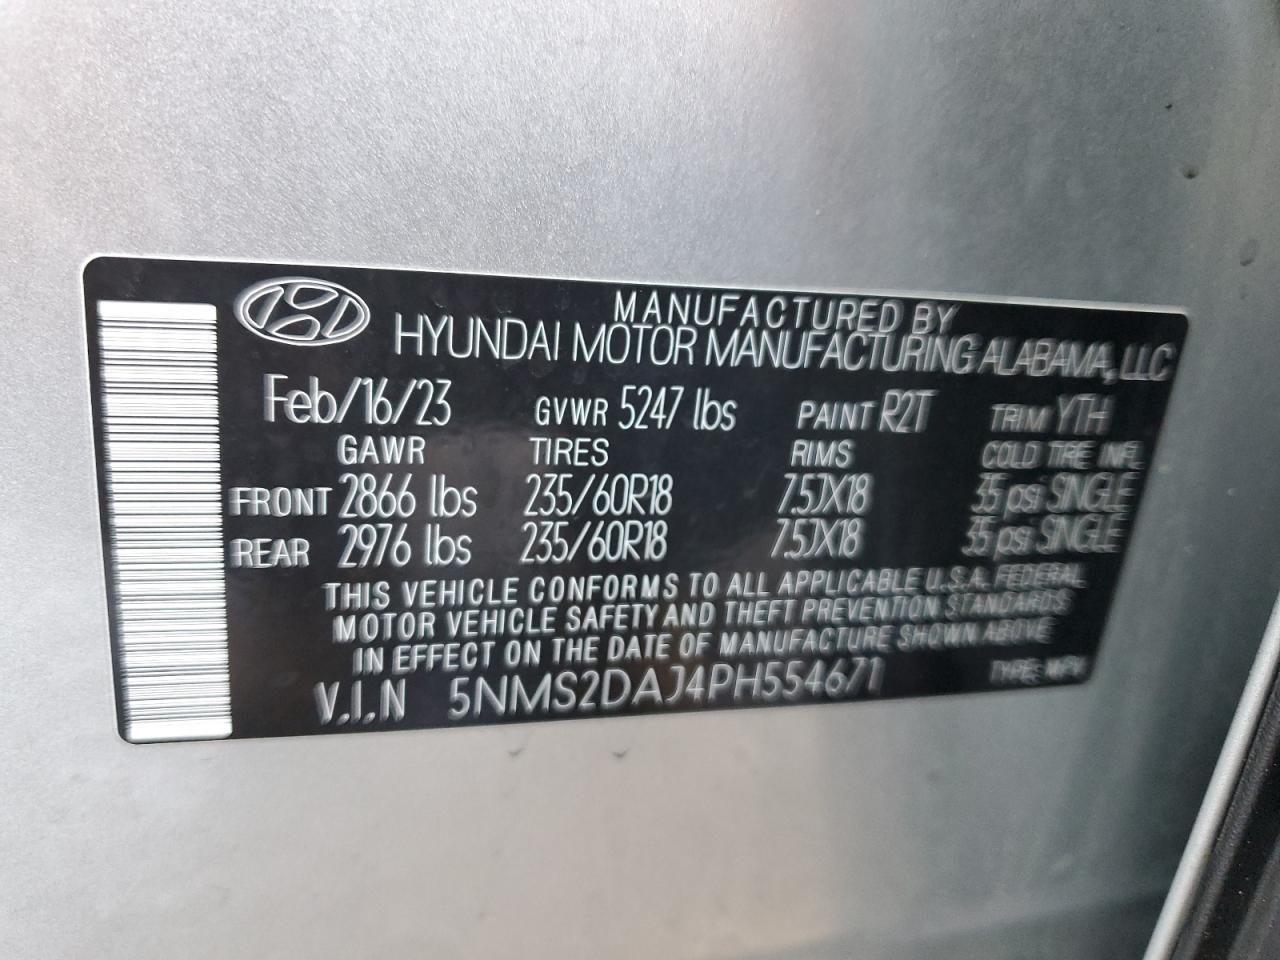 MANUFACTURED BY
HYUNDAI MOTOR MANUFACTURING ALABAMA, LLC
Feb/16/23 GVWR 5247 lbs PAINT R2T TRIM YTH
GAWR TIRES RIMS COLD TIRE INFL
FRONT 2866 lbs 235/60R18 7.5JX18 35 psi SINGLE
REAR 2976 lbs 235/60R18 7.5JX18 35 psi SINGLE
THIS VEHICLE CONFORMS TO ALL APPLICABLE U.S.A. FEDERAL
MOTOR VEHICLE SAFETY AND THEFT PREVENTION STANDARDS
IN EFFECT ON THE DATE OF MANUFACTURE SHOWN ABOVE
V.I.N 5NMS2DAJ4PH554671 TYPE: MPV